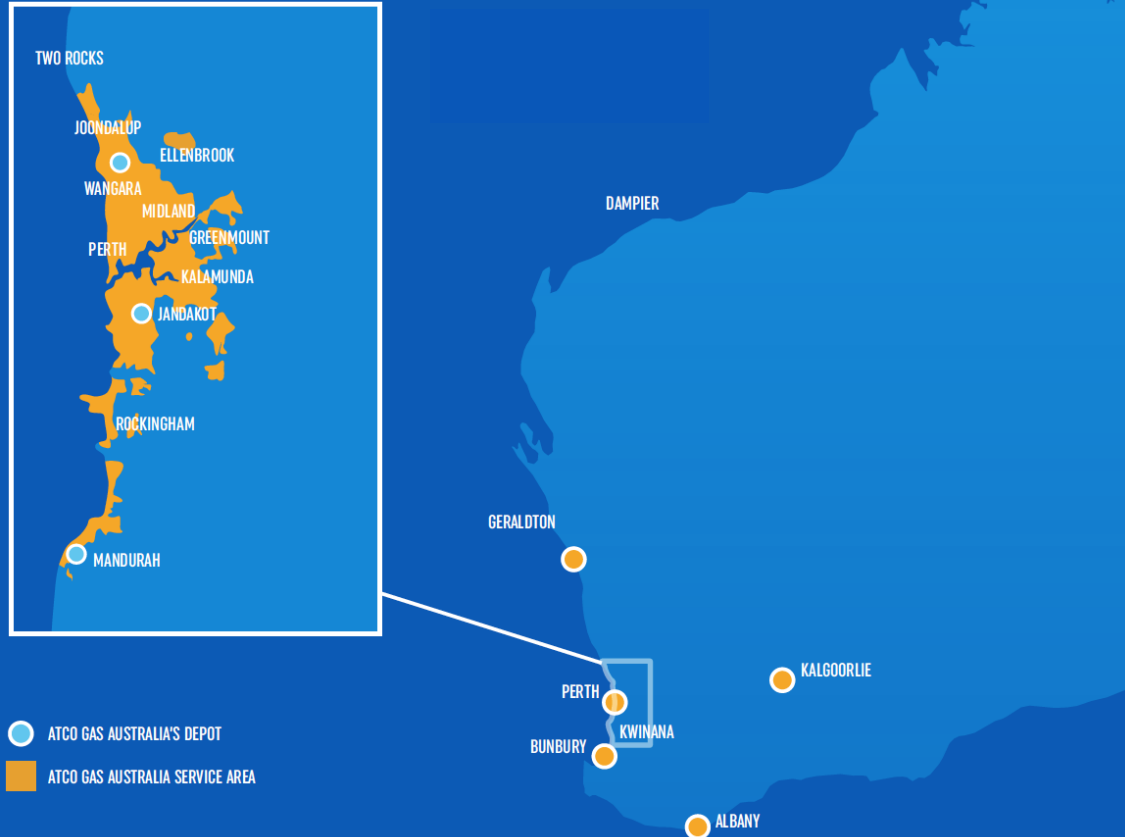 TWO ROCKS
JOONDALUP
ELLENBROOK
WANGARA
MIDLAND
GREENMOUNT
PERTH
KALAMUNDA
JANDAKOT
ROCKINGHAM
MANDURAH
DAMPIER
GERALDTON
KALGOORLIE
PERTH
KWINANA
BUNBURY
ALBANY
ATCO GAS AUSTRALIA'S DEPOT
ATCO GAS AUSTRALIA SERVICE AREA